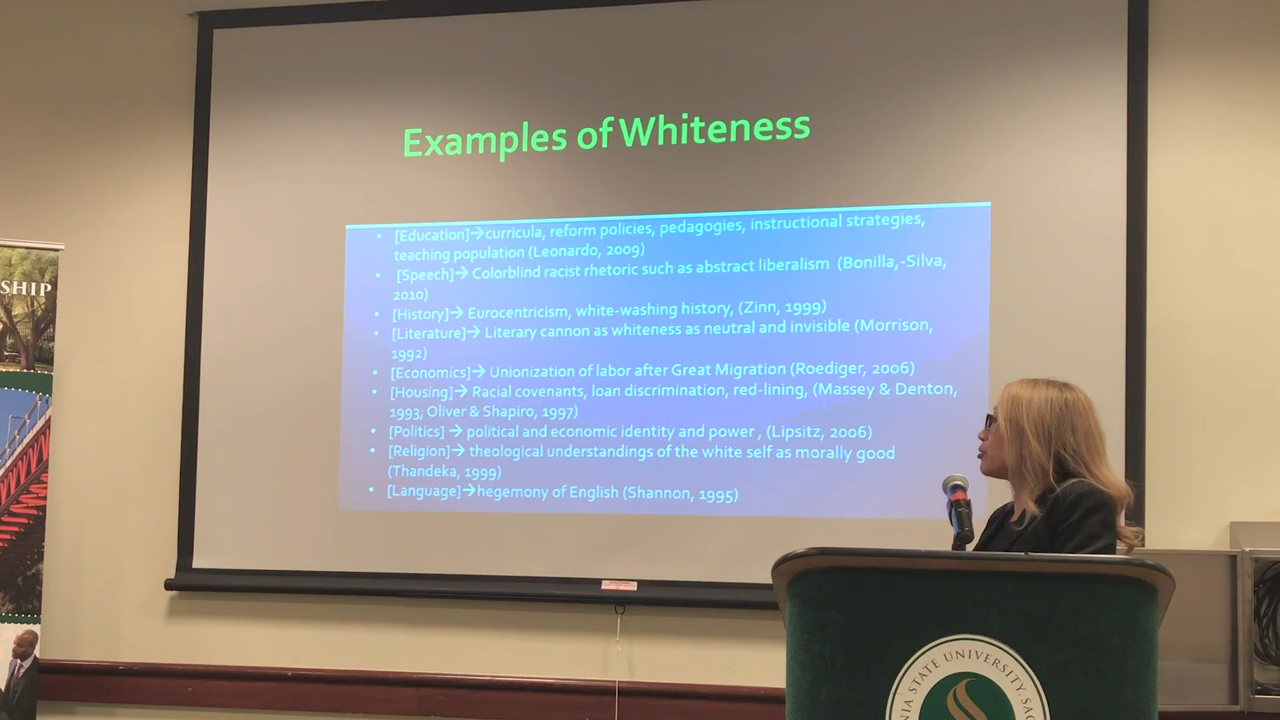 Examples of Whiteness
• [Education]→curricula, reform policies, pedagogies, instructional strategies,
teaching population (Leonardo, 2009)
• [Speech]→ Colorblind racist rhetoric such as abstract liberalism (Bonilla,-Silva,
2010)
• [History]→ Eurocentricism, white-washing history, (Zinn, 1999)
• [Literature]→ Literary cannon as whiteness as neutral and invisible (Morrison,
1992)
• [Economics]→ Unionization of labor after Great Migration (Roediger, 2006)
• [Housing]→ Racial covenants, loan discrimination, red-lining, (Massey & Denton,
1993; Oliver & Shapiro, 1997)
• [Politics] → political and economic identity and power , (Lipsitz, 2006)
• [Religion]→ theological understandings of the white self as morally good
(Thandeka, 1999)
• [Language]→hegemony of English (Shannon, 1995)
SHIP
NIA STATE UNIVERSITY, SAC